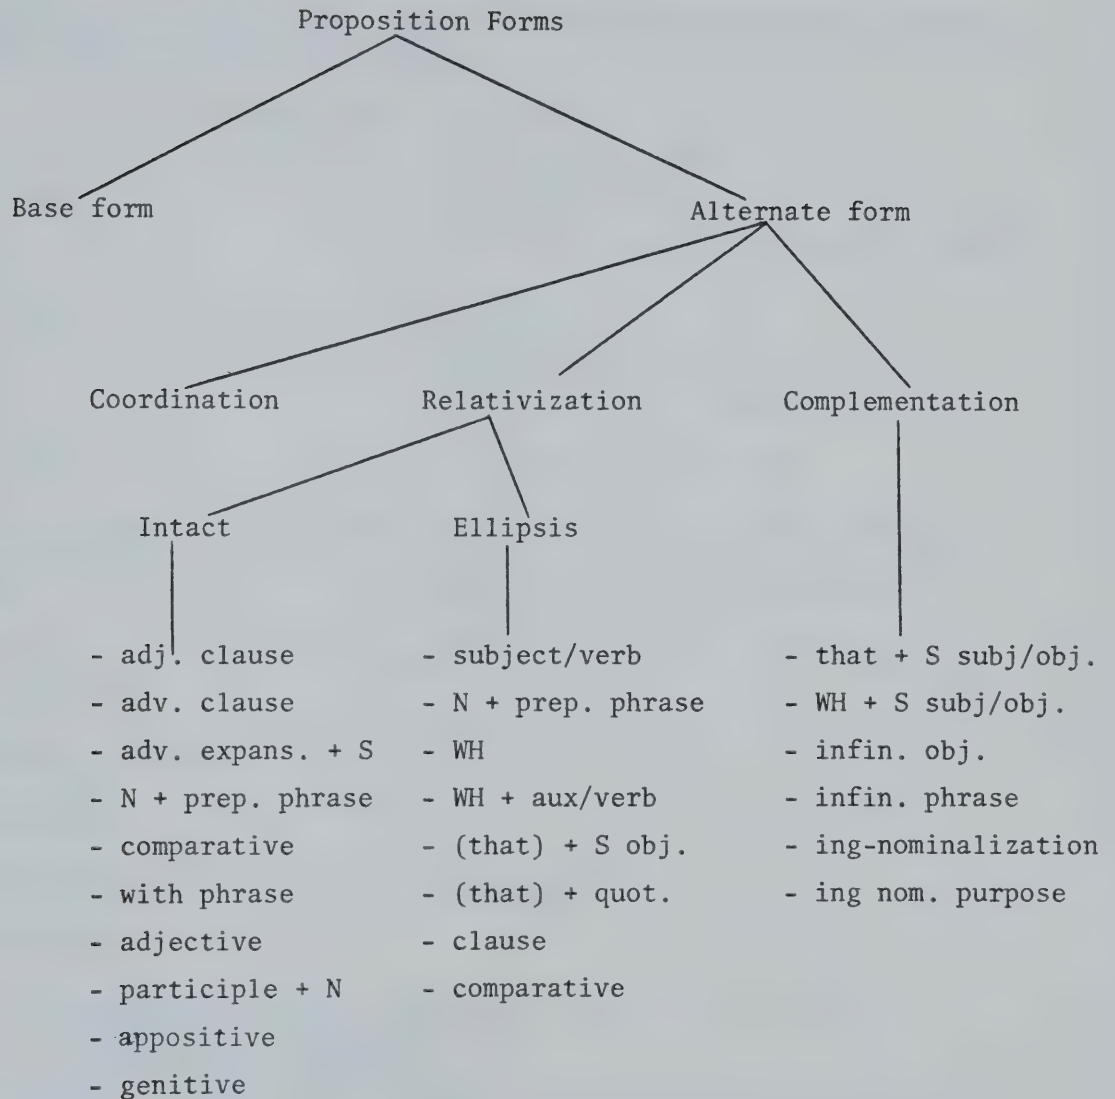 Proposition Forms
Base form
Alternate form
Coordination
Relativization
Complementation
Intact
Ellipsis
- adj. clause
- adv. clause
- adv. expans. + S
- N + prep. phrase
- comparative
- with phrase
- adjective
- participle + N
- appositive
- genitive
- subject/verb
- N + prep. phrase
- WH
- WH + aux/verb
- (that) + S obj.
- (that) + quot.
- clause
- comparative
- that + S subj/obj.
- WH + S subj/obj.
- infin. obj.
- infin. phrase
- ing-nominalization
- ing nom. purpose